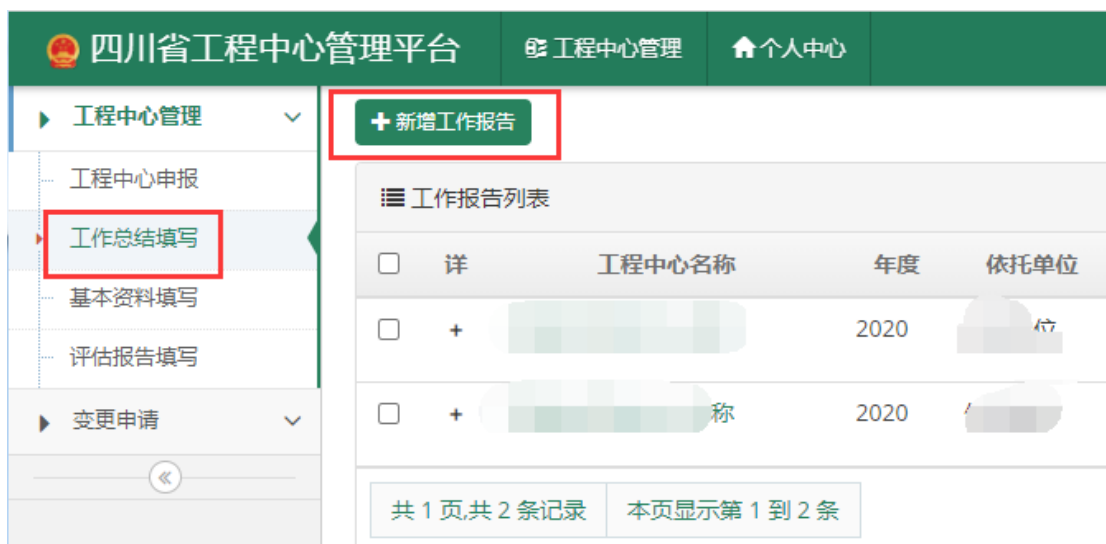 四川省工程中心管理平台 工程中心管理 个人中心
工程中心管理
工程中心申报
工作总结填写
基本资料填写
评估报告填写
变更申请
新增工作报告
工作报告列表
详 工程中心名称 年度 依托单位
+ 2020 位
+ 称 2020
共 1 页,共 2 条记录 本页显示第 1 到 2 条